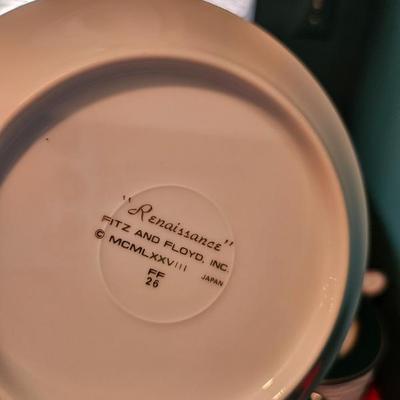 "Renaissance"
FITZ AND FLOYD, INC.
© MCMLXXVIII
FF JAPAN
26